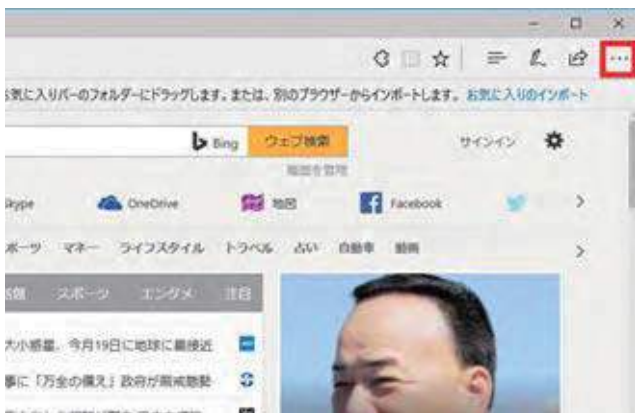 お気に入りバーのフォルダーにドラッグします。または、別のブラウザーからインポートします。 お気に入りのインポート
Bing ウェブ検索 サインイン
Skype OneDrive 地図 Facebook
スポーツ マネー ライフスタイル トラベル 占い 自動車 動画
スポーツ エンタメ 注目
大小惑星、今月19日に地球に最接近
事に「万全の備え」政府が厳戒態勢